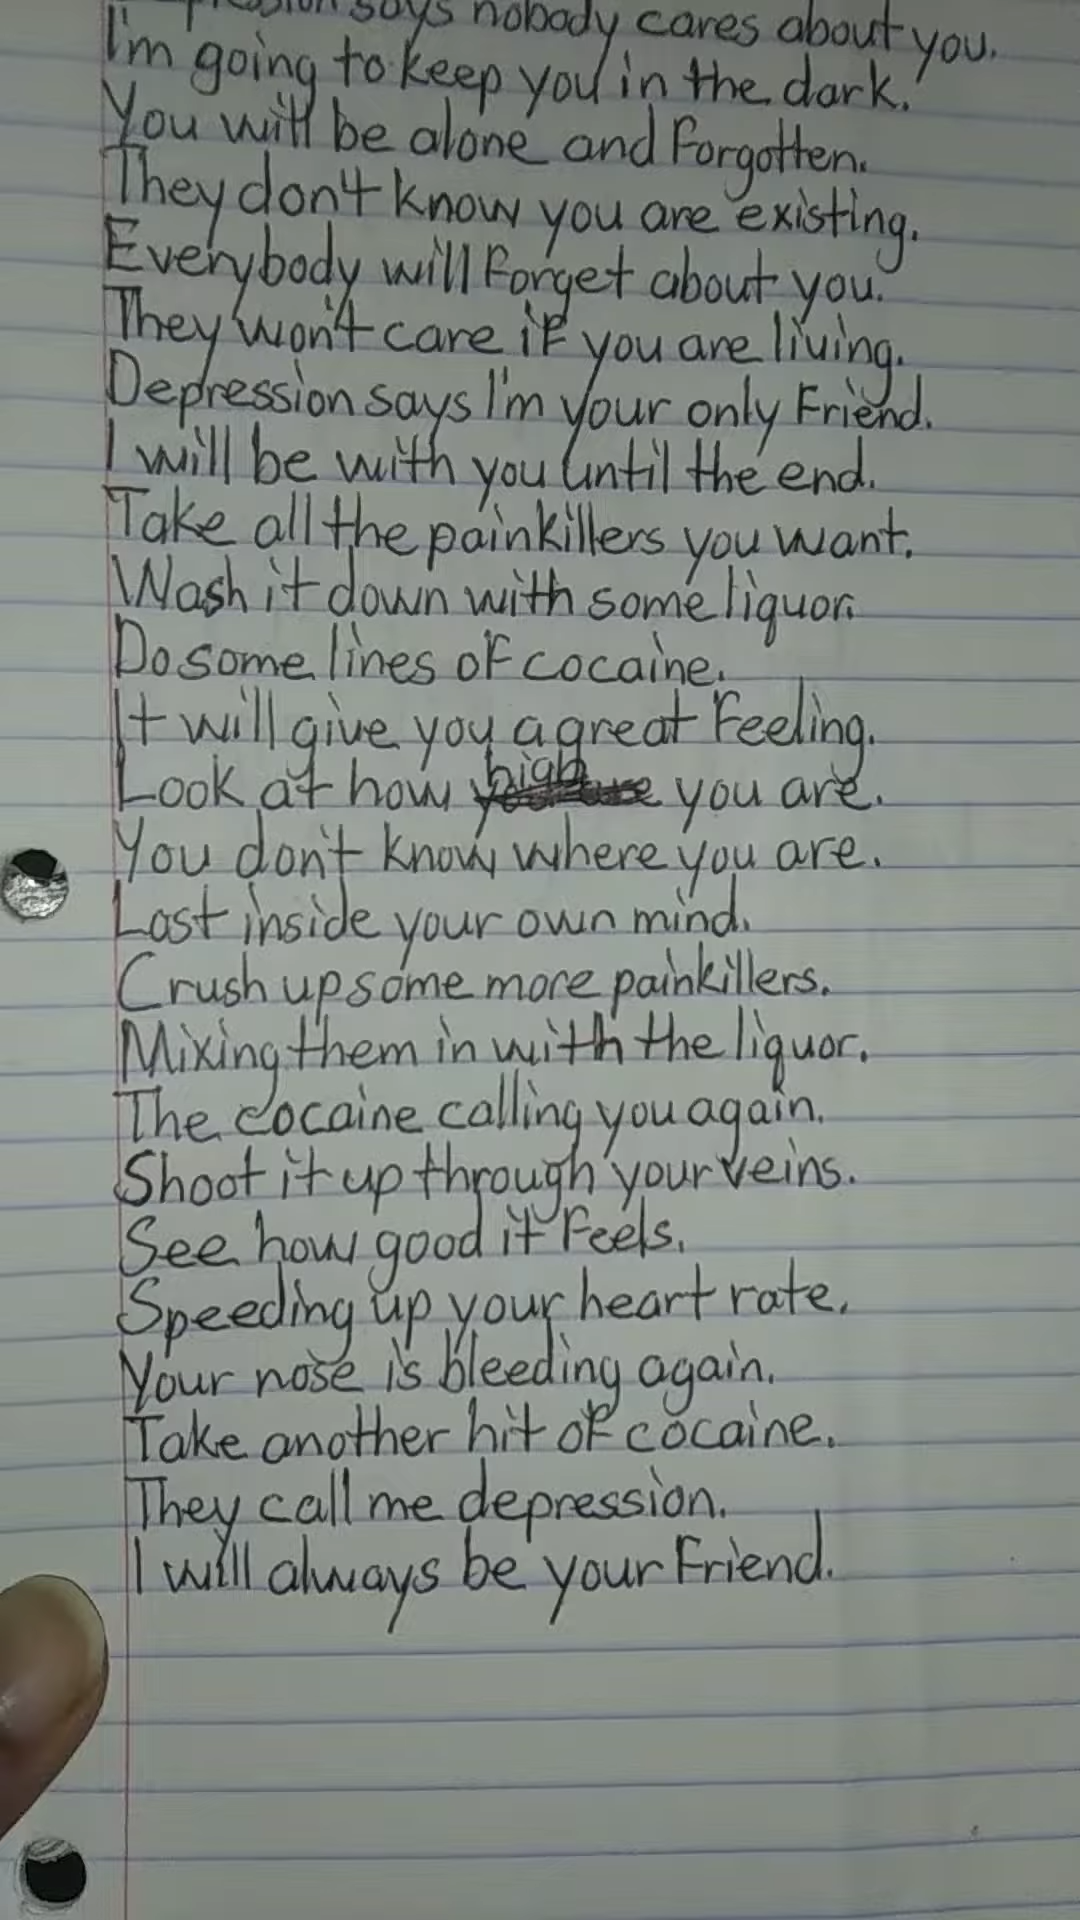 says nobody cares about you.
I'm going to keep you in the dark.
You will be alone and forgotten.
They don't know you are existing.
Everybody will forget about you.
They won't care if you are living.
Depression says I'm your only friend.
I will be with you until the end.
Take all the painkillers you want.
Wash it down with some liquor.
Do some lines of cocaine.
It will give you a great feeling.
Look at how high you are.
You don't know where you are.
Lost inside your own mind.
Crush up some more painkillers.
Mixing them in with the liquor.
The cocaine calling you again.
Shoot it up through your veins.
See how good it feels.
Speeding up your heart rate.
Your nose is bleeding again.
Take another hit of cocaine.
They call me depression.
I will always be your friend.